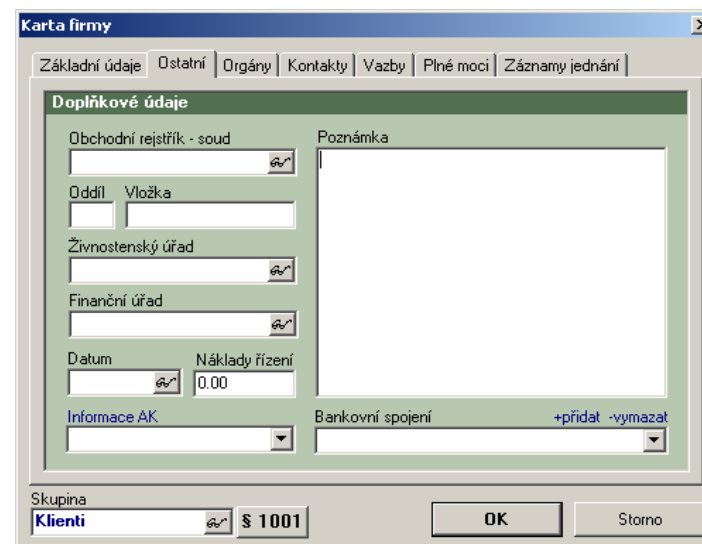 Karta firmy
Základní údaje Ostatní Orgány Kontakty Vazby Plné moci Záznamy jednání
Doplňkové údaje
Obchodní rejstřík - soud
Poznámka
Oddíl Vložka
Živnostenský úřad
Finanční úřad
Datum Náklady řízení
0.00
Informace AK
Bankovní spojení +přidat -vymazat
Skupina
Klienti § 1001 OK Storno